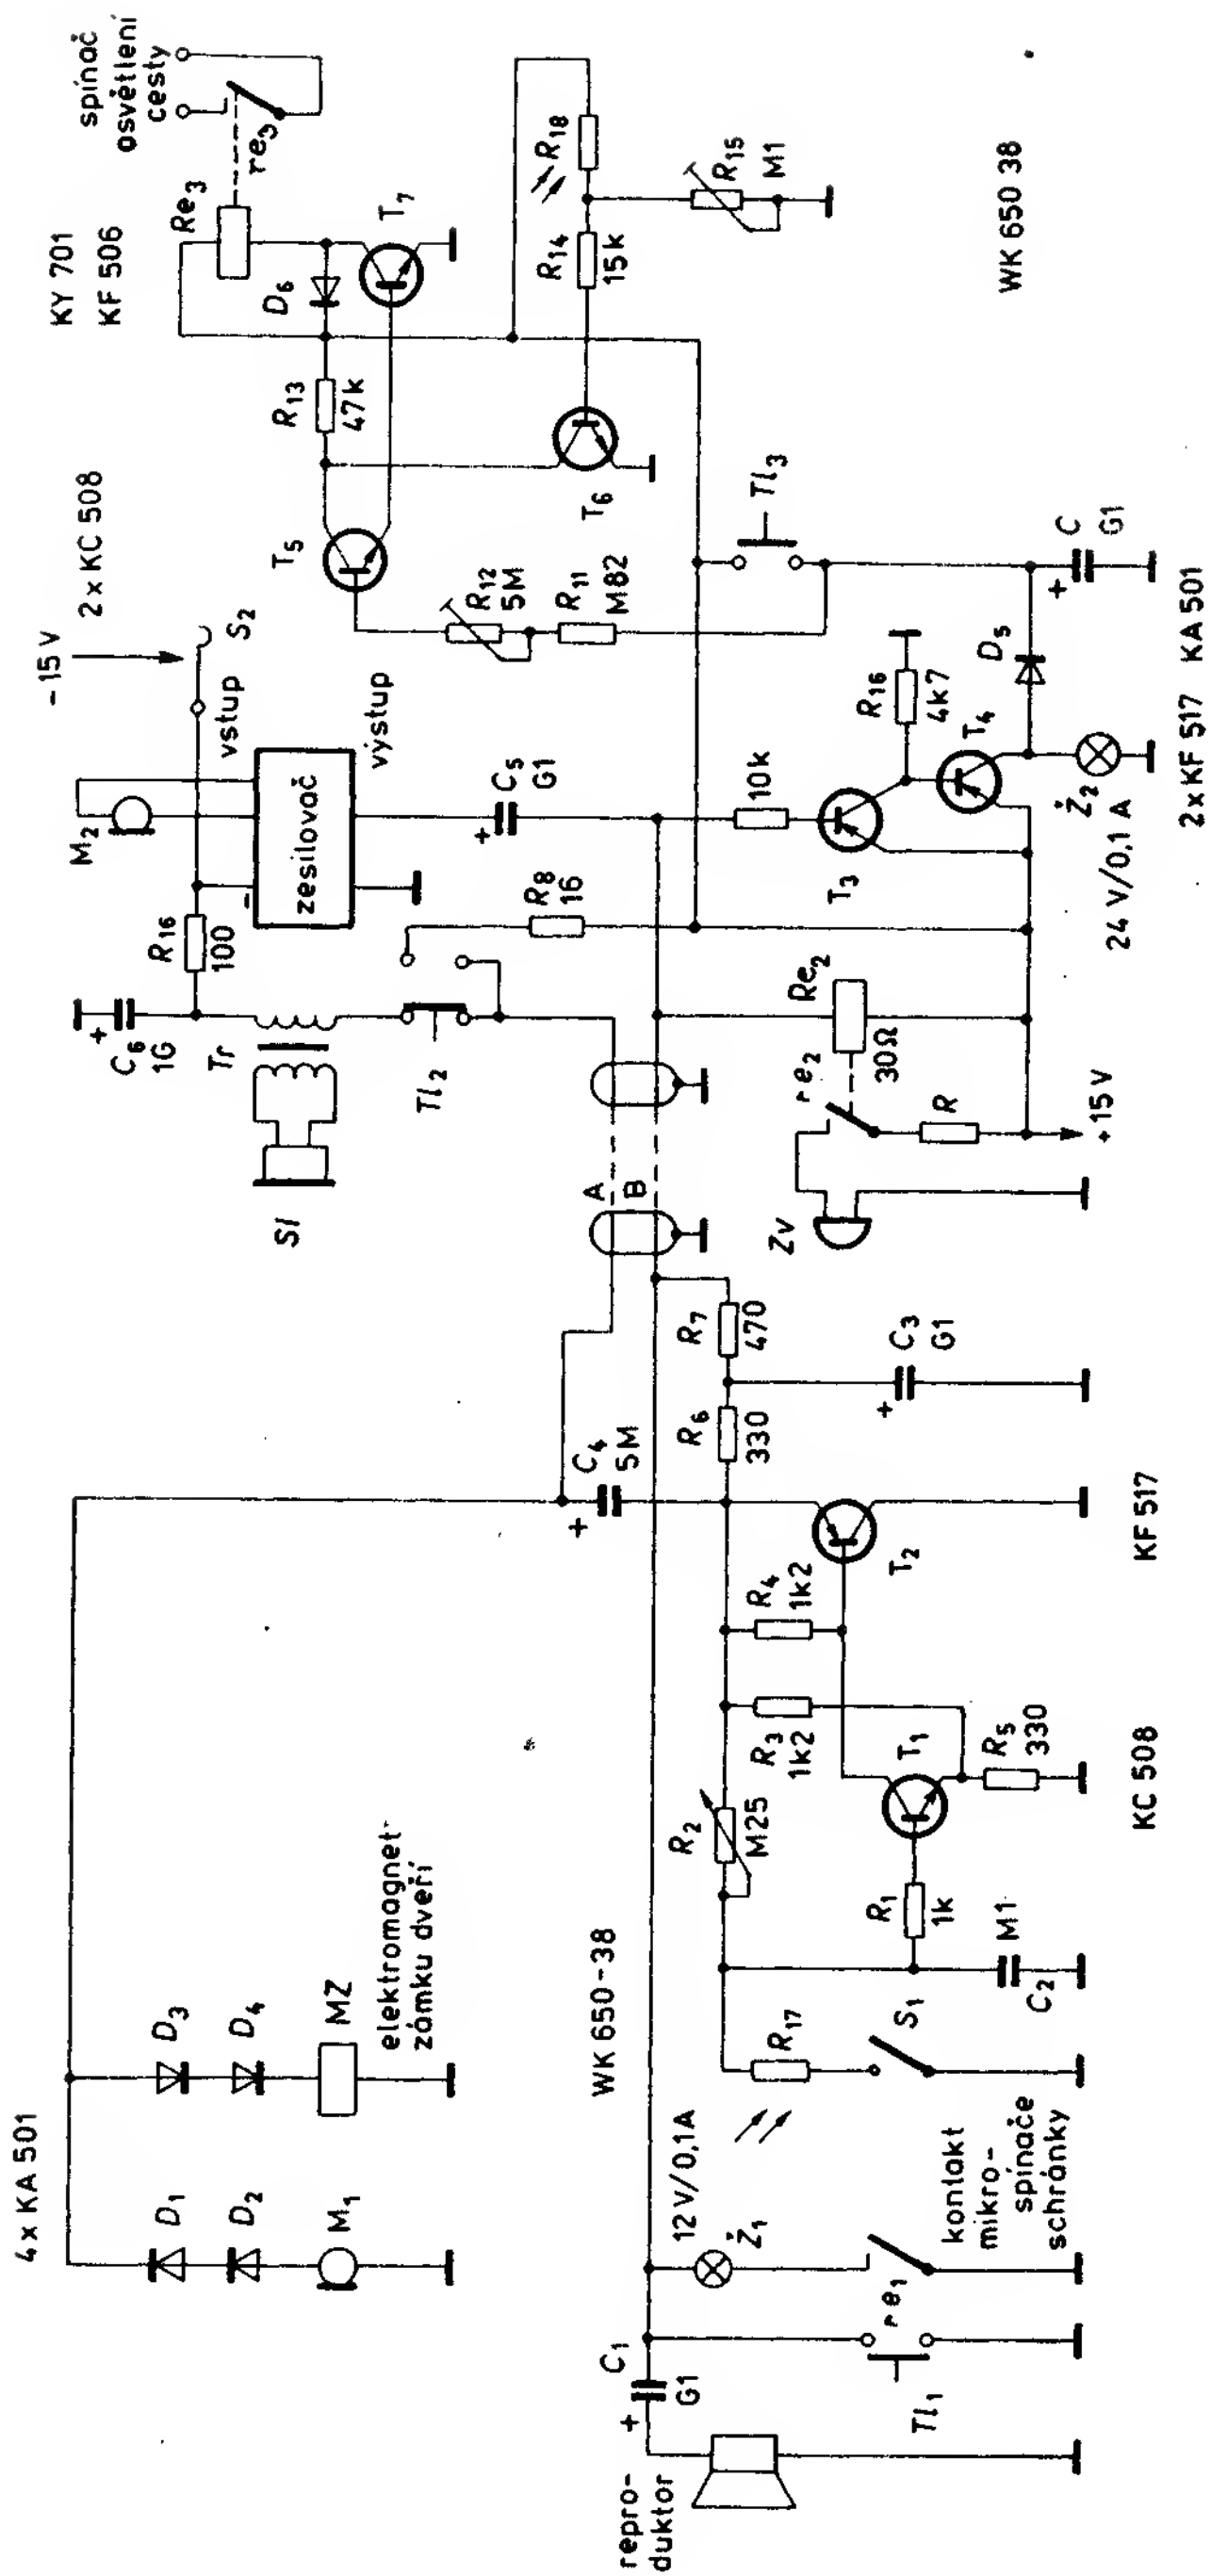 4 x KA 501
D1
D2
M1
D3
D4
MZ
elektromagnet
zámku dveří
repro-
duktor
+
C1
G1
Tl1
re1
12 V/0,1A
Ž1
kontakt
mikro-
spínače
schránky
WK 650-38
R17
S1
C2
M1
R1
1k
R2
M25
R3
1k2
R4
1k2
T1
R5
330
KC 508
T2
KF 517
+
C4
5M
R6
330
R7
470
+
C3
G1
A
B
Sl
Tr
+
C6
1G
R16
100
Tl2
M2
-15 V
S2
vstup
-
zesilovač
výstup
+
C5
G1
R8
16
Zv
re2
Re2
30Ω
R
+15 V
10k
T3
R16
4k7
T4
Ž2
24 V/0,1 A
D5
2 x KF 517 KA 501
+
C
G1
Tl3
R11
M82
R12
5M
T5
2 x KC 508
R13
47k
T6
D6
T7
KY 701
KF 506
Re3
re3
spínač
osvětlení
cesty
R14
15k
R18
R15
M1
WK 650 38